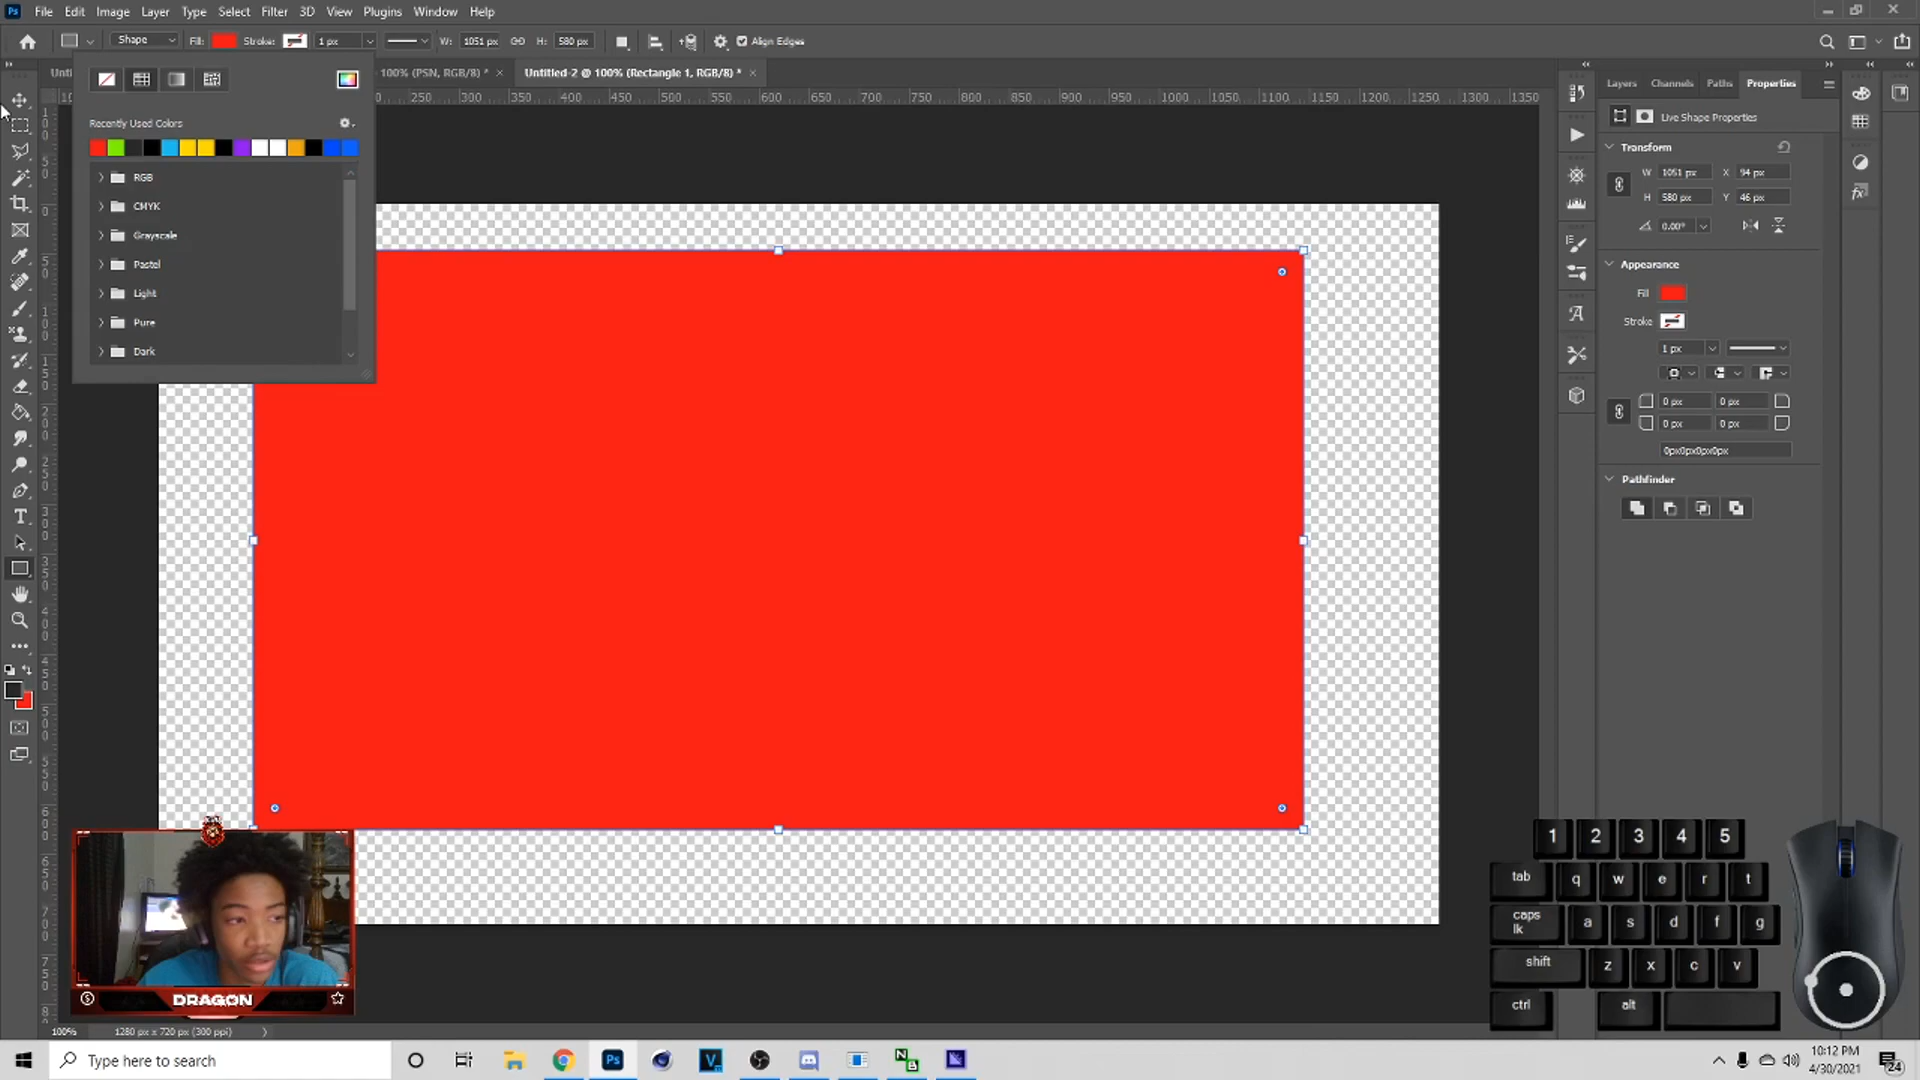 Ps File Edit Image Layer Type Select Filter 3D View Plugins Window Help
Shape Fill: Stroke: 1 px W: 1051 px H: 580 px Align Edges
100% (PSN, RGB/8) * × Untitled-2 @ 100% (Rectangle 1, RGB/8) * ×
250 300 350 400 450 500 550 600 650 700 750 800 850 900 950 1000 1050 1100 1150 1200 1250 1300 1350
Recently Used Colors
RGB
CMYK
Grayscale
Pastel
Light
Pure
Dark
Layers Channels Paths Properties
Live Shape Properties
Transform
W 1051 px X 94 px
H 580 px Y 46 px
0.00°
Appearance
Fill
Stroke
1 px
0 px 0 px
0 px 0 px
0px0px0px0px
Pathfinder
DRAGON
1 2 3 4 5
tab q w e r t
caps lk a s d f g
shift z x c v
ctrl alt
100% 1280 px x 720 px (300 ppi)
Type here to search
Ps
10:12 PM
4/30/2021
24